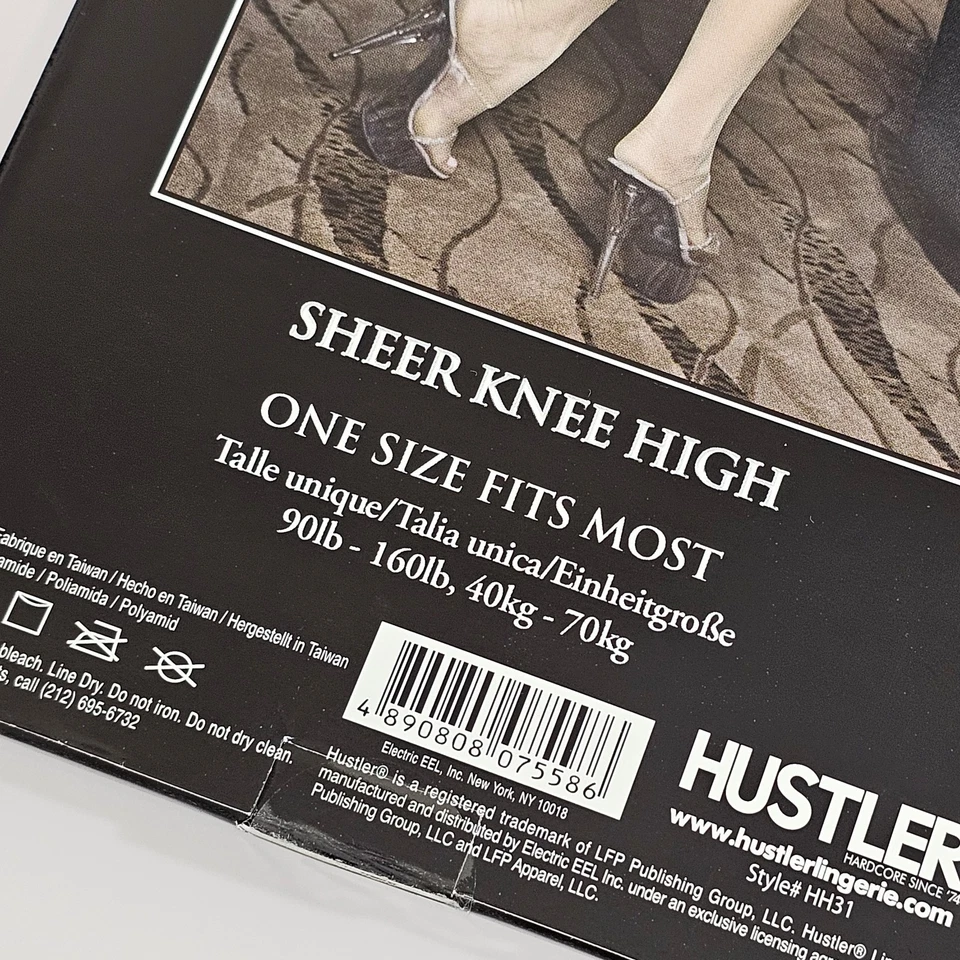 SHEER KNEE HIGH
ONE SIZE FITS MOST
Talle unique/Talia unica/Einheitgroße
90lb - 160lb, 40kg - 70kg
Fabrique en Taiwan / Hecho en Taiwan / Hergestellt in Taiwan
amide / Poliamida / Polyamid
bleach. Line Dry. Do not iron. Do not dry clean.
s, call (212) 695-6732
4 890808 075586
Electric EEL, Inc. New York, NY 10018
Hustler® is a registered trademark of LFP Publishing Group, LLC. Hustler® Li
manufactured and distributed by Electric EEL Inc. under an exclusive licensing agr
Publishing Group, LLC and LFP Apparel, LLC.
HUSTLER
HARDCORE SINCE '74
www.hustlerlingerie.com
Style# HH31